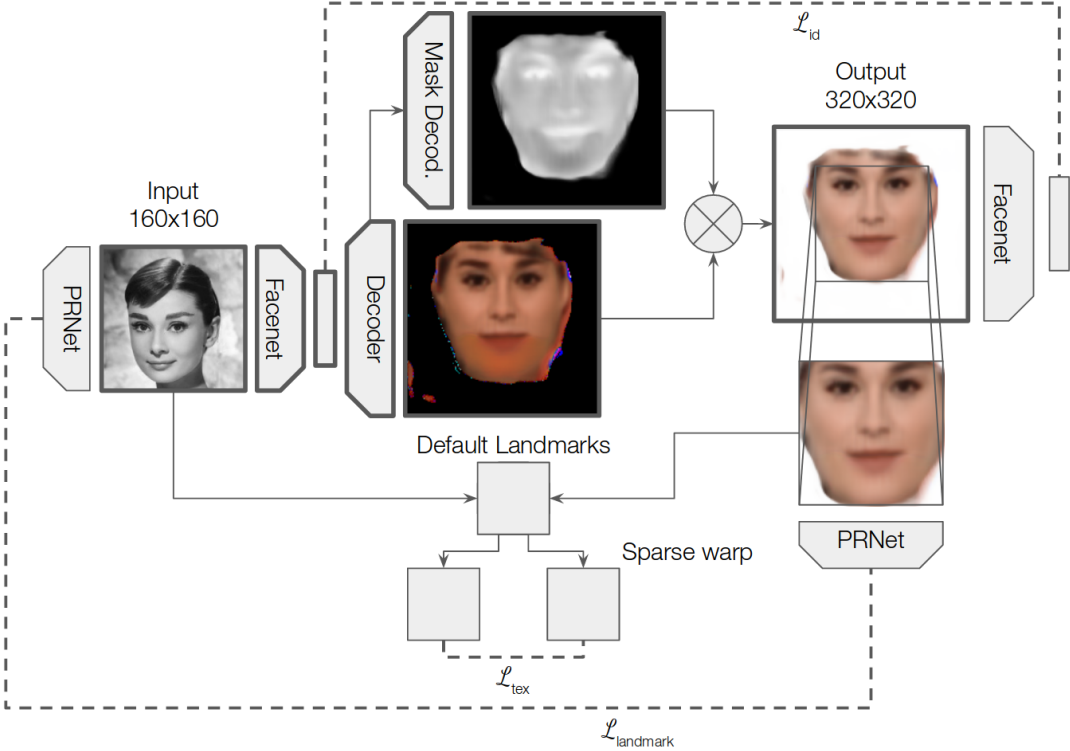 ℒid
Mask Decod.
Output
320x320
Input
160x160
PRNet
Facenet
Decoder
Facenet
Default Landmarks
PRNet
Sparse warp
ℒtex
ℒlandmark